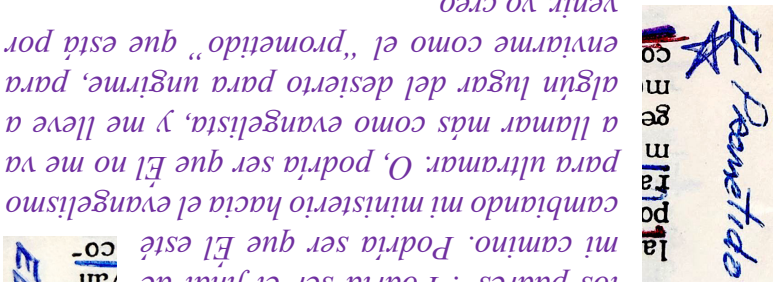 los padres”. Podría ser el final de
mi camino. Podría ser que Él esté
cambiando mi ministerio hacia el evangelismo
para ultramar. O, podría ser que Él no me va
a llamar más como evangelista, y me lleve a
algún lugar del desierto para ungirme, para
enviarme como el “prometido” que está por
venir yo creo
El Prometido
la
po
m
ge
m
có
co-
El